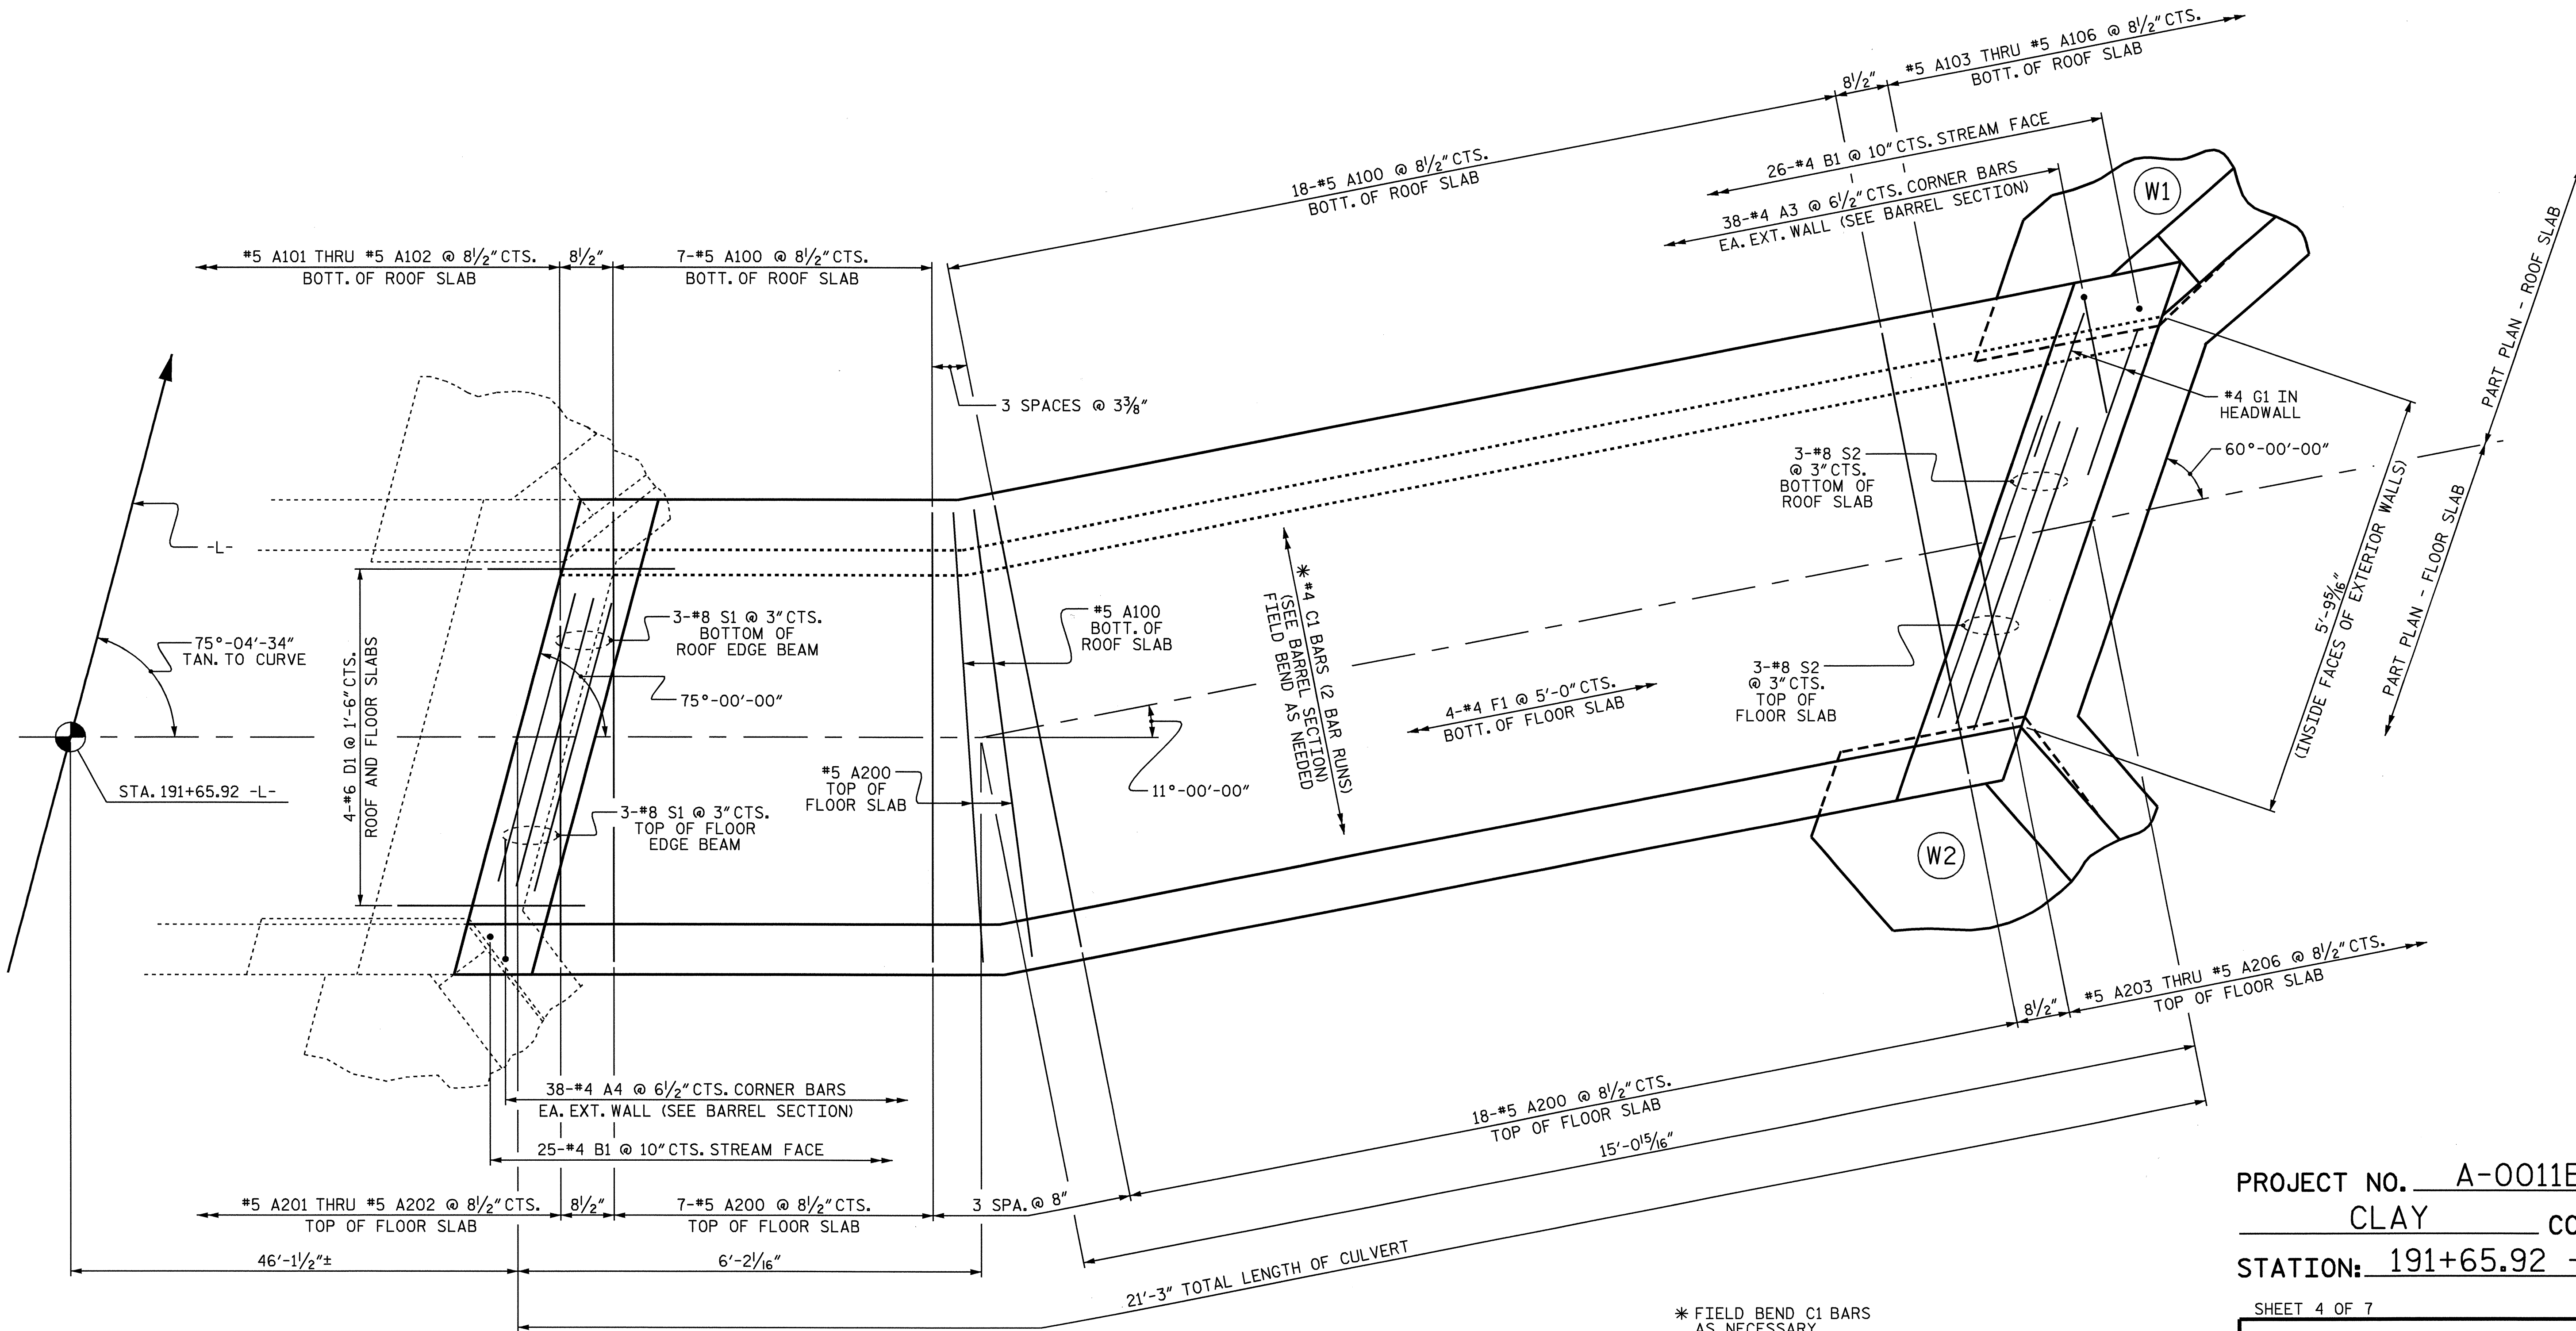 #5 A103 THRU #5 A106 @ 8½" CTS.
BOTT. OF ROOF SLAB
8½"
18-#5 A100 @ 8½" CTS.
BOTT. OF ROOF SLAB
26-#4 B1 @ 10" CTS. STREAM FACE
38-#4 A3 @ 6½" CTS. CORNER BARS
EA. EXT. WALL (SEE BARREL SECTION)
W1
#5 A101 THRU #5 A102 @ 8½" CTS.
BOTT. OF ROOF SLAB
8½"
7-#5 A100 @ 8½" CTS.
BOTT. OF ROOF SLAB
3 SPACES @ 3⅜"
PART PLAN - ROOF SLAB
PART PLAN - FLOOR SLAB
#4 G1 IN
HEADWALL
60°-00'-00"
3-#8 S2
@ 3" CTS.
BOTTOM OF
ROOF SLAB
5'-9 5/16"
(INSIDE FACES OF EXTERIOR WALLS)
-L-
75°-04'-34"
TAN. TO CURVE
STA. 191+65.92 -L-
4-#6 D1 @ 1'-6" CTS.
ROOF AND FLOOR SLABS
3-#8 S1 @ 3" CTS.
BOTTOM OF
ROOF EDGE BEAM
75°-00'-00"
3-#8 S1 @ 3" CTS.
TOP OF FLOOR
EDGE BEAM
#5 A100
BOTT. OF
ROOF SLAB
#5 A200
TOP OF
FLOOR SLAB
11°-00'-00"
* #4 C1 BARS (2 BAR RUNS)
(SEE BARREL SECTION)
FIELD BEND AS NEEDED
4-#4 F1 @ 5'-0" CTS.
BOTT. OF FLOOR SLAB
3-#8 S2
@ 3" CTS.
TOP OF
FLOOR SLAB
W2
#5 A203 THRU #5 A206 @ 8½" CTS.
TOP OF FLOOR SLAB
8½"
18-#5 A200 @ 8½" CTS.
TOP OF FLOOR SLAB
15'-0 15/16"
38-#4 A4 @ 6½" CTS. CORNER BARS
EA. EXT. WALL (SEE BARREL SECTION)
25-#4 B1 @ 10" CTS. STREAM FACE
#5 A201 THRU #5 A202 @ 8½" CTS.
TOP OF FLOOR SLAB
8½"
7-#5 A200 @ 8½" CTS.
TOP OF FLOOR SLAB
3 SPA. @ 8"
46'-1½"±
6'-2 1/16"
21'-3" TOTAL LENGTH OF CULVERT
* FIELD BEND C1 BARS
AS NECESSARY
PROJECT NO. A-0011
CLAY CO
STATION: 191+65.92 -
SHEET 4 OF 7